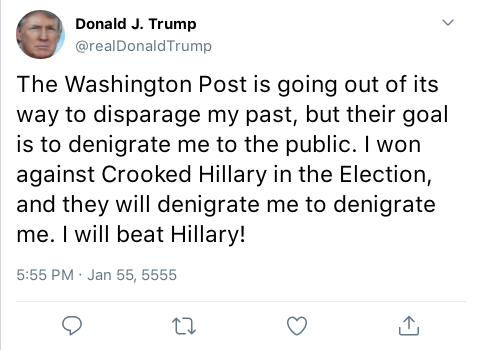 Donald J. Trump
@realDonaldTrump
The Washington Post is going out of its
way to disparage my past, but their goal
is to denigrate me to the public. I won
against Crooked Hillary in the Election,
and they will denigrate me to denigrate
me. I will beat Hillary!
5:55 PM · Jan 55, 5555